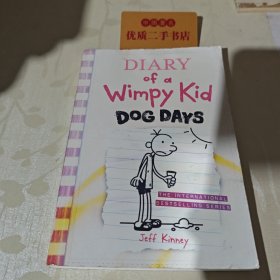 优质二手书店
DIARY
of a
Wimpy Kid
DOG DAYS
THE INTERNATIONAL
BESTSELLING SERIES
Jeff Kinney